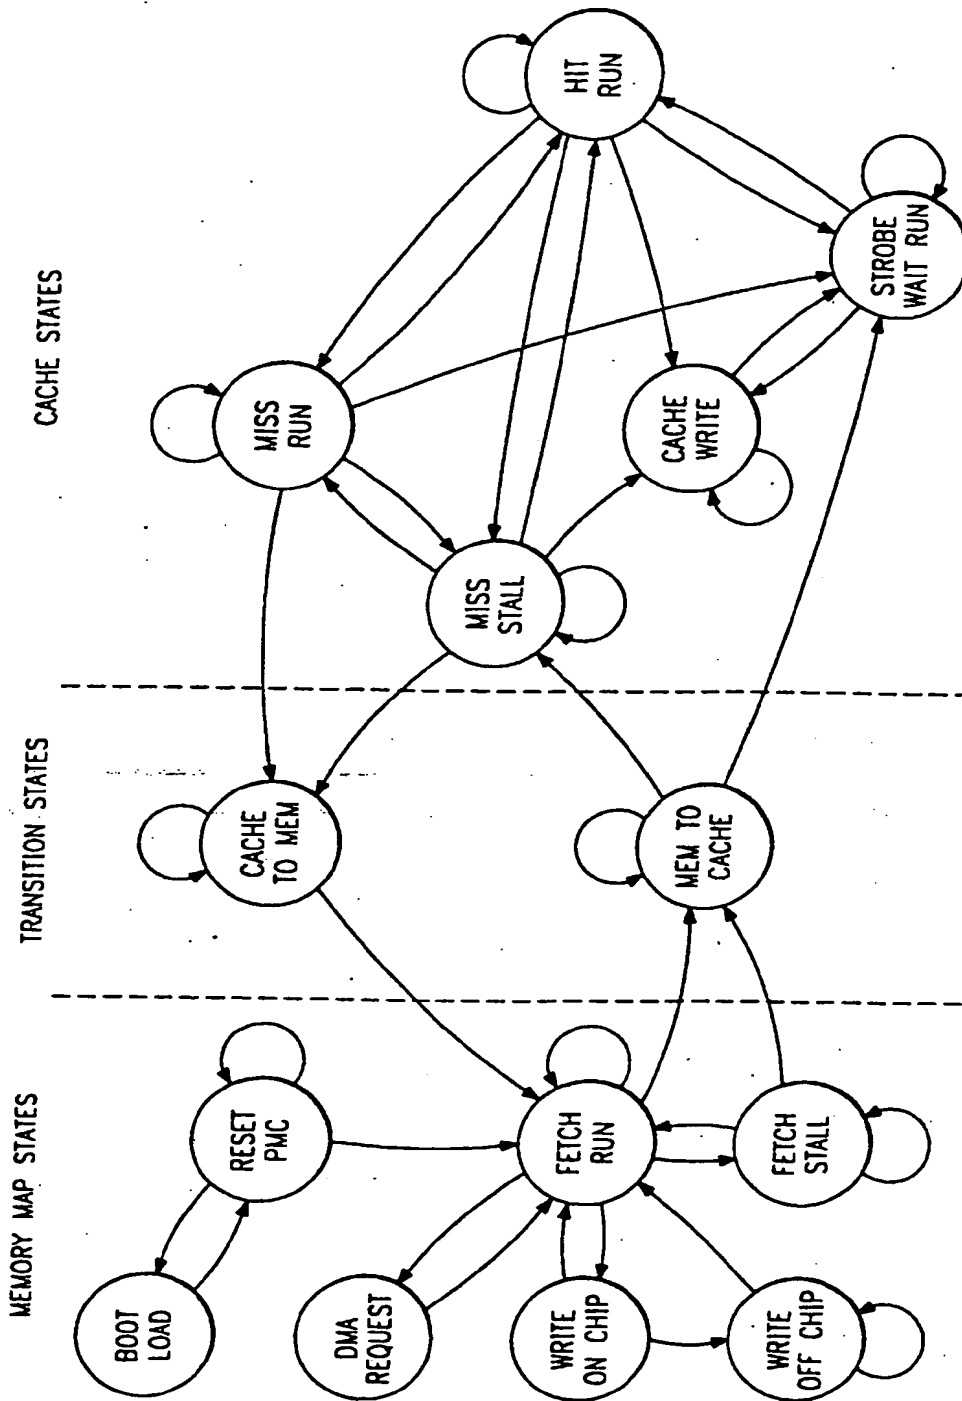 MEMORY MAP STATES
TRANSITION STATES
CACHE STATES
BOOT
LOAD
RESET
PMC
DMA
REQUEST
WRITE
ON CHIP
WRITE
OFF CHIP
FETCH
RUN
FETCH
STALL
CACHE
TO MEM
MEM TO
CACHE
MISS
RUN
MISS
STALL
CACHE
WRITE
HIT
RUN
STROBE
WAIT RUN